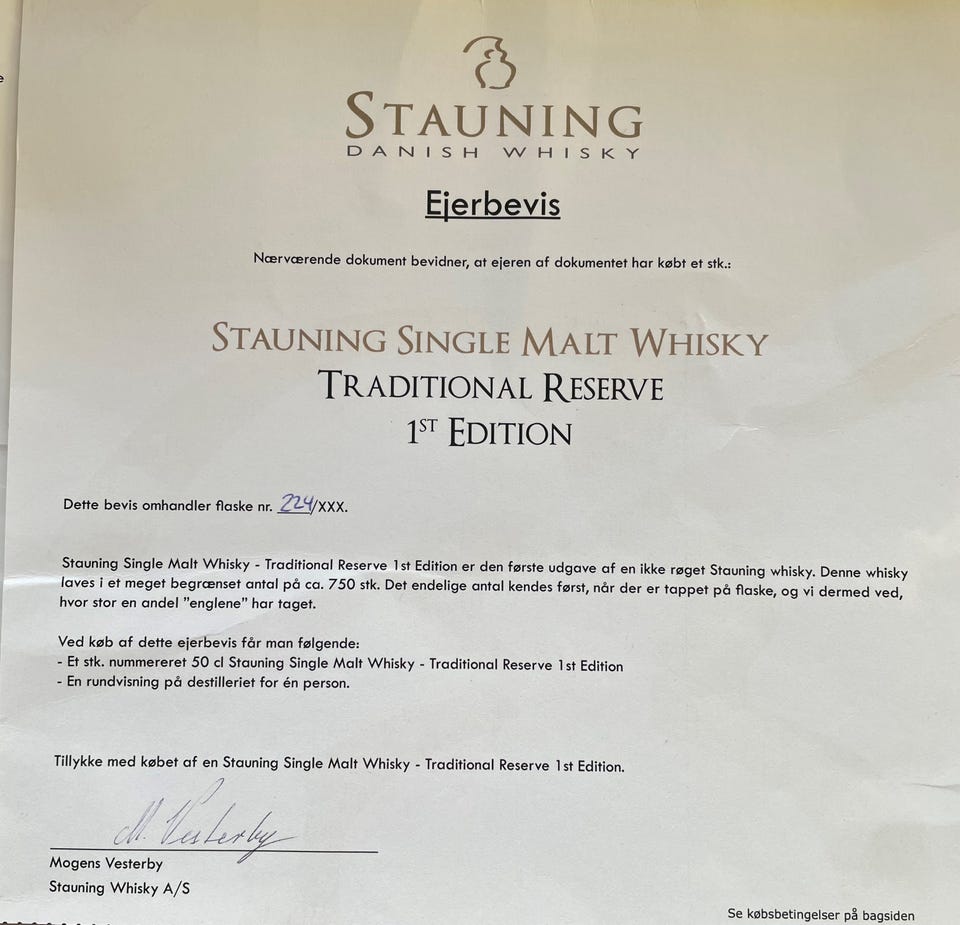 e
STAUNING
DANISH WHISKY
Ejerbevis
Nærværende dokument bevidner, at ejeren af dokumentet har købt et stk.:
STAUNING SINGLE MALT WHISKY
TRADITIONAL RESERVE
1ST EDITION
Dette bevis omhandler flaske nr. 224/XXX.
Stauning Single Malt Whisky - Traditional Reserve 1st Edition er den første udgave af en ikke røget Stauning whisky. Denne whisky
laves i et meget begrænset antal på ca. 750 stk. Det endelige antal kendes først, når der er tappet på flaske, og vi dermed ved,
hvor stor en andel ”englene” har taget.
Ved køb af dette ejerbevis får man følgende:
- Et stk. nummereret 50 cl Stauning Single Malt Whisky - Traditional Reserve 1st Edition
- En rundvisning på destilleriet for én person.
Tillykke med købet af en Stauning Single Malt Whisky - Traditional Reserve 1st Edition.
M. Vesterby
Mogens Vesterby
Stauning Whisky A/S
Se købsbetingelser på bagsiden